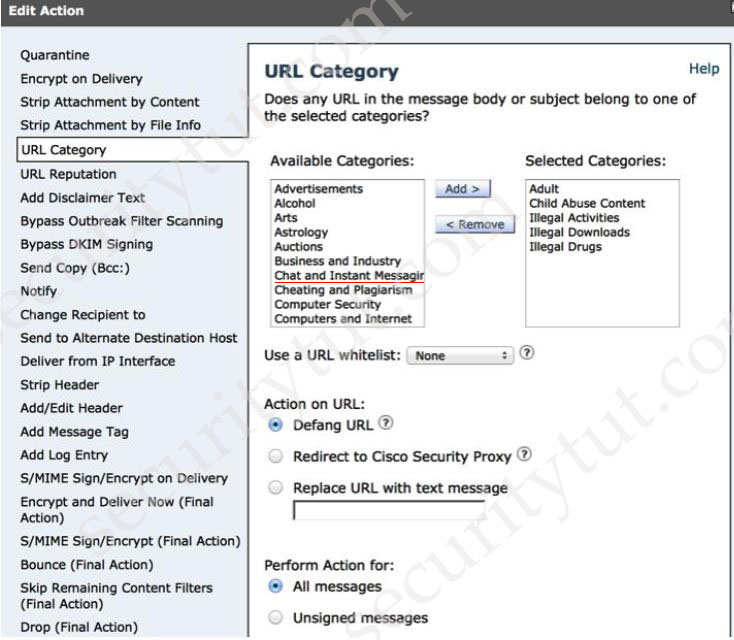 Edit Action
Quarantine
Encrypt on Delivery
Strip Attachment by Content
Strip Attachment by File Info
URL Category
URL Reputation
Add Disclaimer Text
Bypass Outbreak Filter Scanning
Bypass DKIM Signing
Send Copy (Bcc:)
Notify
Change Recipient to
Send to Alternate Destination Host
Deliver from IP Interface
Strip Header
Add/Edit Header
Add Message Tag
Add Log Entry
S/MIME Sign/Encrypt on Delivery
Encrypt and Deliver Now (Final
Action)
S/MIME Sign/Encrypt (Final Action)
Bounce (Final Action)
Skip Remaining Content Filters
(Final Action)
Drop (Final Action)
URL Category
Help
Does any URL in the message body or subject belong to one of
the selected categories?
Available Categories:
Advertisements
Alcohol
Arts
Astrology
Auctions
Business and Industry
Chat and Instant Messagin
Cheating and Plagiarism
Computer Security
Computers and Internet
Add >
< Remove
Selected Categories:
Adult
Child Abuse Content
Illegal Activities
Illegal Downloads
Illegal Drugs
Use a URL whitelist: None
Action on URL:
Defang URL
Redirect to Cisco Security Proxy
Replace URL with text message
Perform Action for:
All messages
Unsigned messages
securitytut.com
securitytut.com
securitytut.com